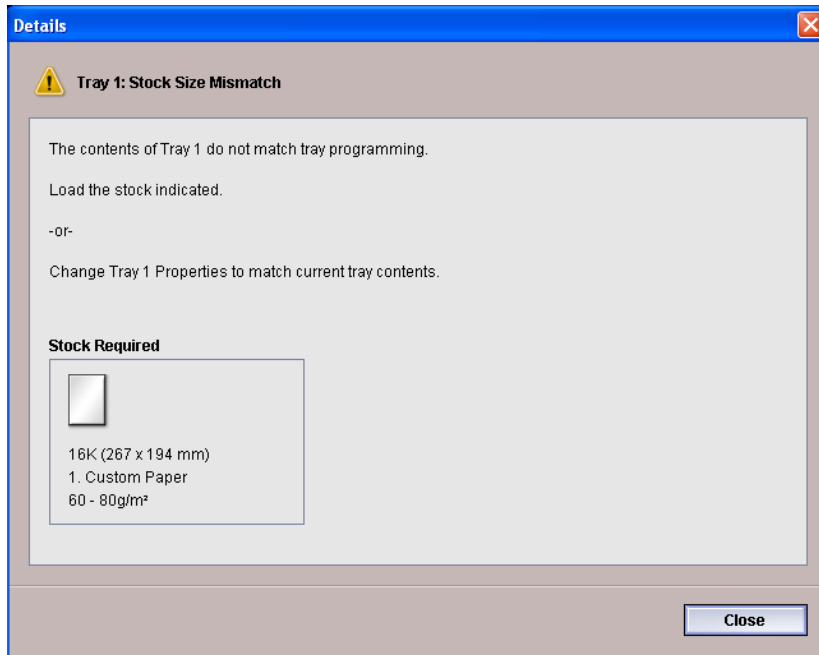 Details
Tray 1: Stock Size Mismatch
The contents of Tray 1 do not match tray programming.
Load the stock indicated.
-or-
Change Tray 1 Properties to match current tray contents.
Stock Required
16K (267 x 194 mm)
1. Custom Paper
60 - 80g/m²
Close